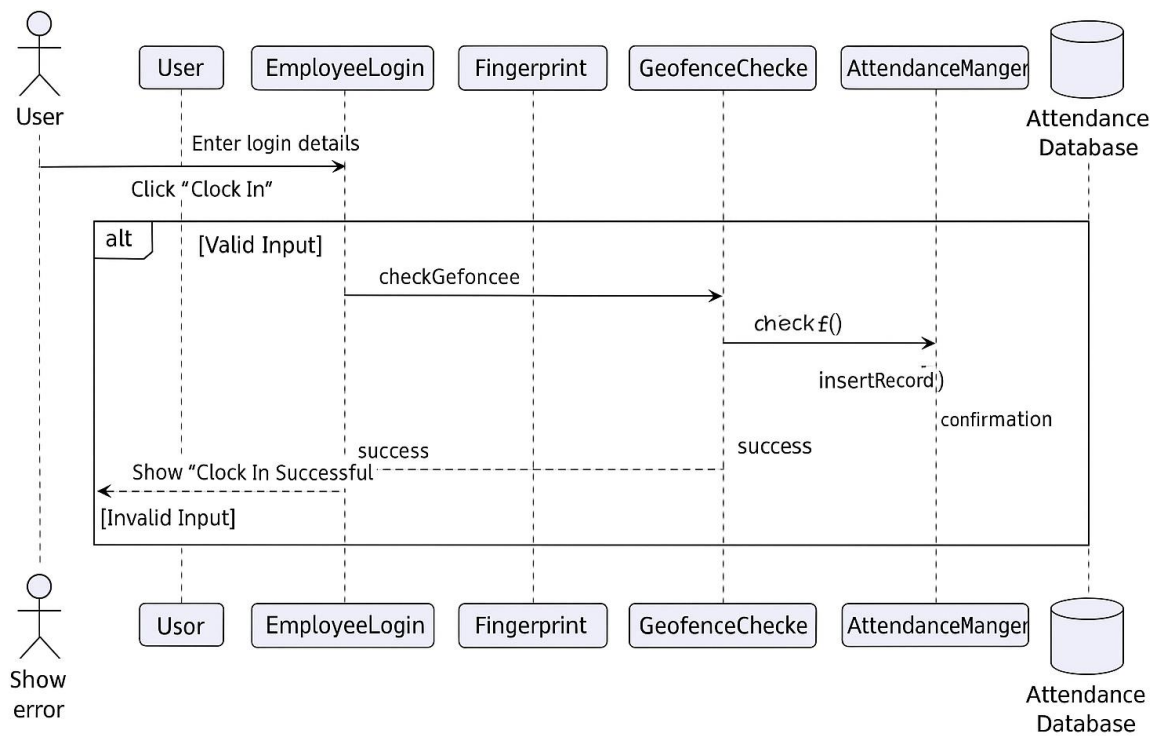 User
User
EmployeeLogin
Fingerprint
GeofenceChecke
AttendanceManger
Attendance
Database
Enter login details
Click “Clock In”
alt
[Valid Input]
checkGefoncee
check f()
insertRecord)
confirmation
success
success
Show “Clock In Successful
[Invalid Input]
Show
error
Usor
EmployeeLogin
Fingerprint
GeofenceChecke
AttendanceManger
Attendance
Database